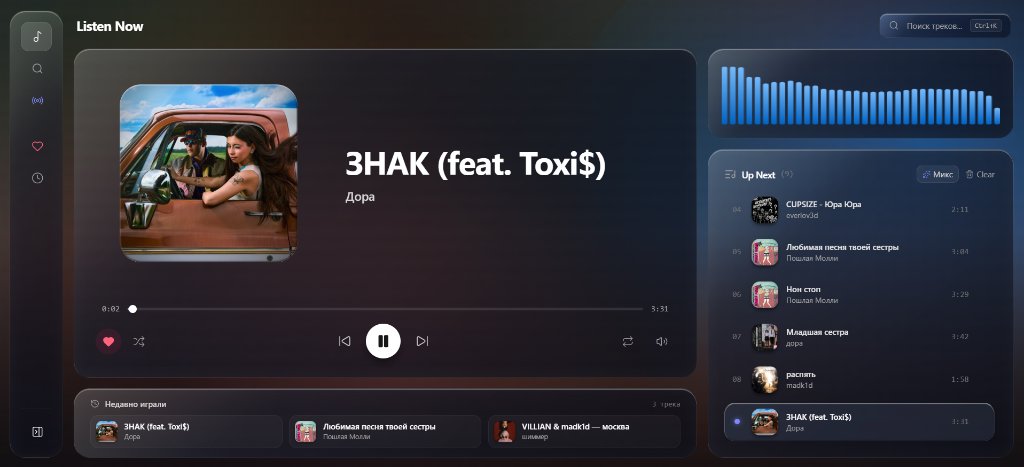 Listen Now
Поиск треков...
Ctrl+K
ЗНАК (feat. Toxi$)
Дора
0:02
3:31
Недавно играли
3 трека
ЗНАК (feat. Toxi$)
Дора
Любимая песня твоей сестры
Пошлая Молли
VILLIAN & madk1d — москва
шиммер
Up Next (9)
Микс
Clear
04
CUPSIZE - Юра Юра
everlov3d
2:11
05
Любимая песня твоей сестры
Пошлая Молли
3:04
06
Нон стоп
Пошлая Молли
3:29
07
Младшая сестра
дора
3:42
08
распять
madk1d
1:58
ЗНАК (feat. Toxi$)
Дора
3:31